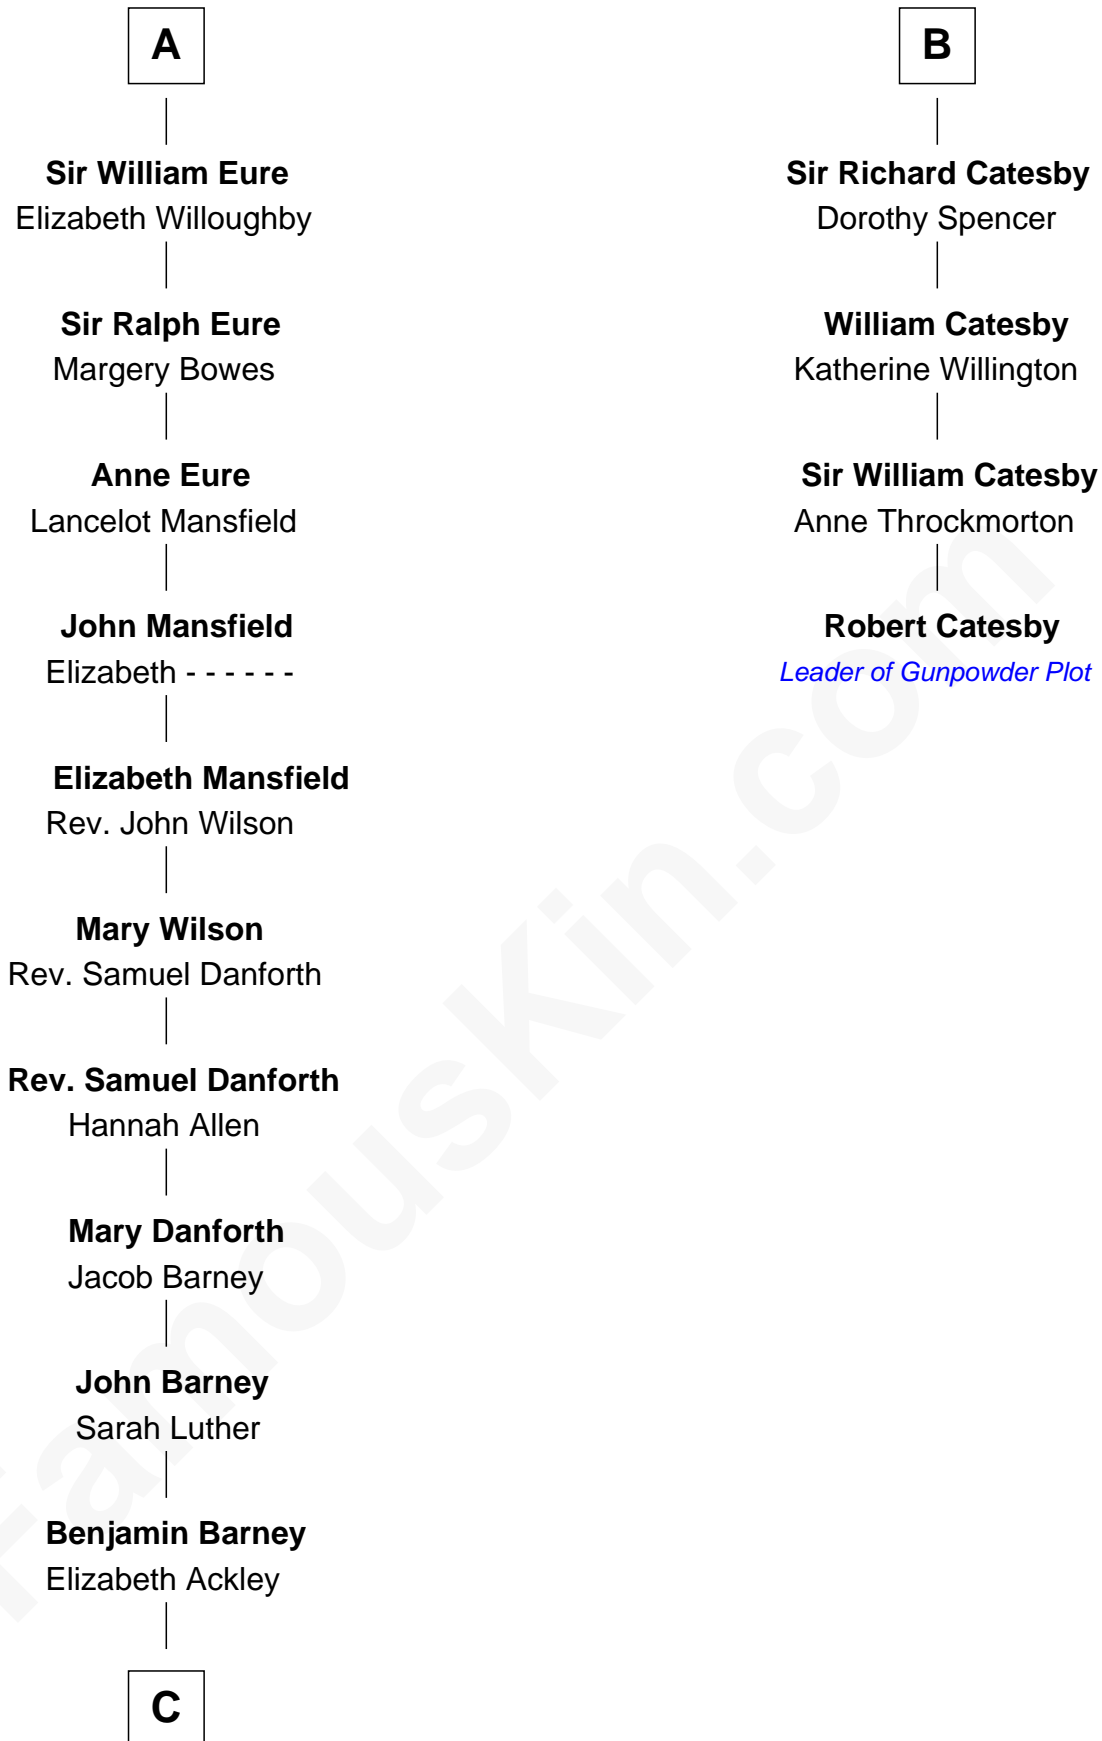 A
Sir William Eure
Elizabeth Willoughby
Sir Ralph Eure
Margery Bowes
Anne Eure
Lancelot Mansfield
John Mansfield
Elizabeth - - - - - -
Elizabeth Mansfield
Rev. John Wilson
Mary Wilson
Rev. Samuel Danforth
Rev. Samuel Danforth
Hannah Allen
Mary Danforth
Jacob Barney
John Barney
Sarah Luther
Benjamin Barney
Elizabeth Ackley
C
B
Sir Richard Catesby
Dorothy Spencer
William Catesby
Katherine Willington
Sir William Catesby
Anne Throckmorton
Robert Catesby
Leader of Gunpowder Plot
FamousKin.com